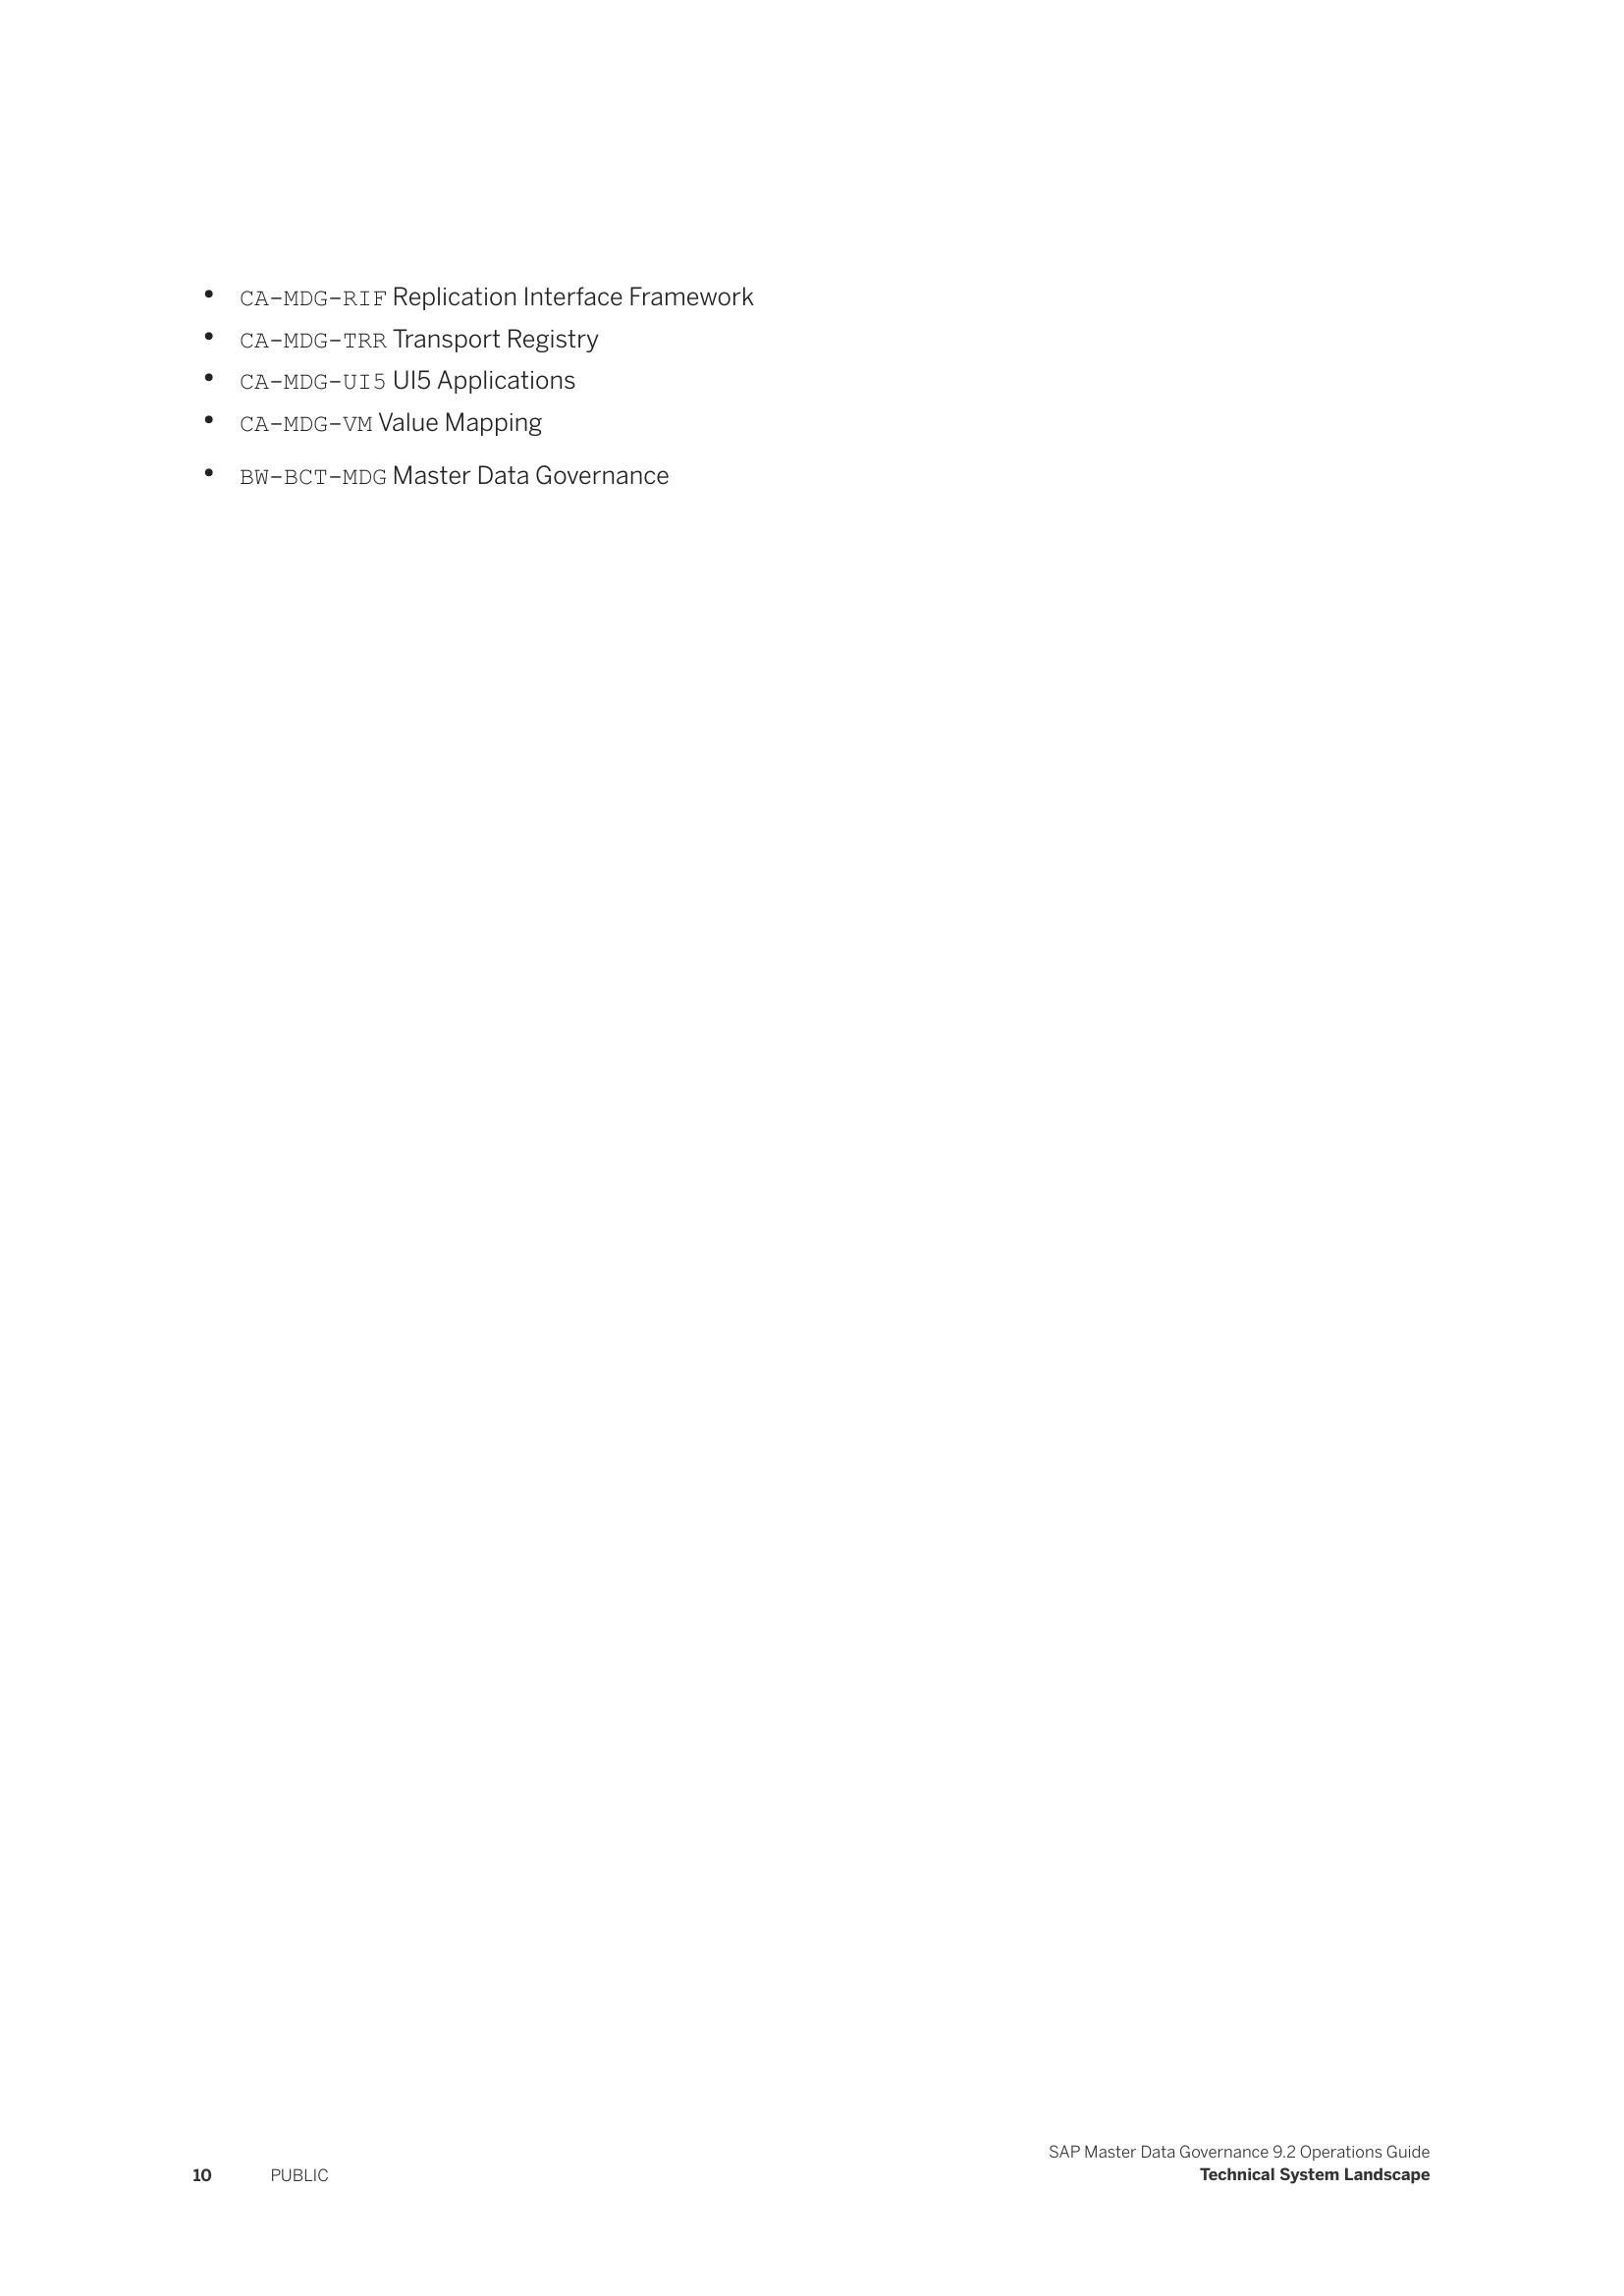 • CA-MDG-RIF Replication Interface Framework
• CA-MDG-TRR Transport Registry
• CA-MDG-UI5 UI5 Applications
• CA-MDG-VM Value Mapping
• BW-BCT-MDG Master Data Governance
SAP Master Data Governance 9.2 Operations Guide
10 PUBLIC Technical System Landscape